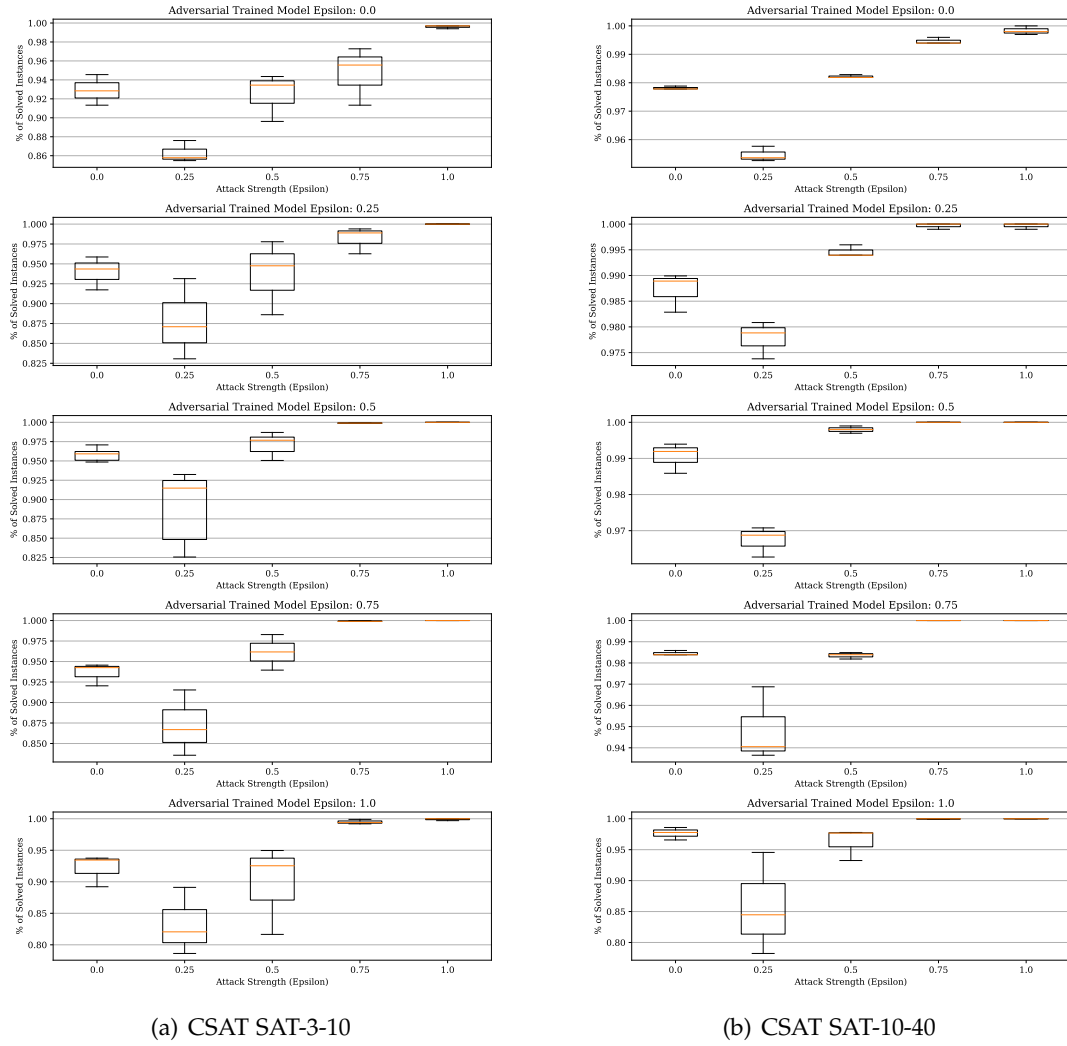 Adversarial Trained Model Epsilon: 0.0
% of Solved Instances
1.00
0.98
0.96
0.94
0.92
0.90
0.88
0.86
0.0 0.25 0.5 0.75 1.0
Attack Strength (Epsilon)
Adversarial Trained Model Epsilon: 0.25
% of Solved Instances
1.000
0.975
0.950
0.925
0.900
0.875
0.850
0.825
0.0 0.25 0.5 0.75 1.0
Attack Strength (Epsilon)
Adversarial Trained Model Epsilon: 0.5
% of Solved Instances
1.000
0.975
0.950
0.925
0.900
0.875
0.850
0.825
0.0 0.25 0.5 0.75 1.0
Attack Strength (Epsilon)
Adversarial Trained Model Epsilon: 0.75
% of Solved Instances
1.000
0.975
0.950
0.925
0.900
0.875
0.850
0.0 0.25 0.5 0.75 1.0
Attack Strength (Epsilon)
Adversarial Trained Model Epsilon: 1.0
% of Solved Instances
1.00
0.95
0.90
0.85
0.80
0.0 0.25 0.5 0.75 1.0
Attack Strength (Epsilon)
(a) CSAT SAT-3-10
Adversarial Trained Model Epsilon: 0.0
% of Solved Instances
1.00
0.99
0.98
0.97
0.96
0.0 0.25 0.5 0.75 1.0
Attack Strength (Epsilon)
Adversarial Trained Model Epsilon: 0.25
% of Solved Instances
1.000
0.995
0.990
0.985
0.980
0.975
0.0 0.25 0.5 0.75 1.0
Attack Strength (Epsilon)
Adversarial Trained Model Epsilon: 0.5
% of Solved Instances
1.00
0.99
0.98
0.97
0.0 0.25 0.5 0.75 1.0
Attack Strength (Epsilon)
Adversarial Trained Model Epsilon: 0.75
% of Solved Instances
1.00
0.99
0.98
0.97
0.96
0.95
0.94
0.0 0.25 0.5 0.75 1.0
Attack Strength (Epsilon)
Adversarial Trained Model Epsilon: 1.0
% of Solved Instances
1.00
0.95
0.90
0.85
0.80
0.0 0.25 0.5 0.75 1.0
Attack Strength (Epsilon)
(b) CSAT SAT-10-40